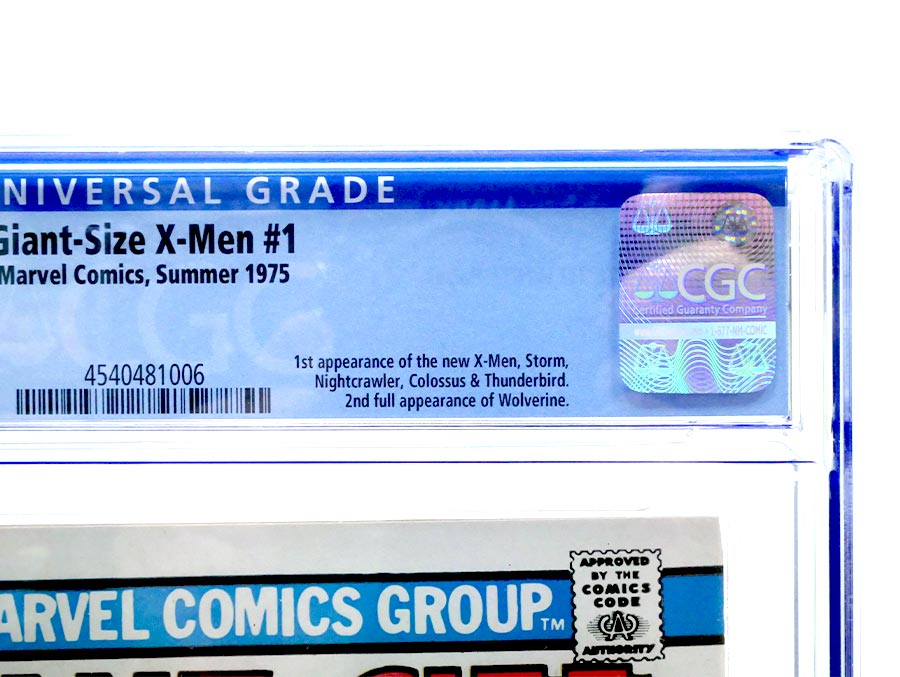 NIVERSAL GRADE
Giant-Size X-Men #1
Marvel Comics, Summer 1975
4540481006
1st appearance of the new X-Men, Storm,
Nightcrawler, Colossus & Thunderbird.
2nd full appearance of Wolverine.
CGC
Certified Guaranty Company
1-877-NM-COMIC
CGC
ARVEL COMICS GROUP™
APPROVED
BY THE
COMICS
CODE
CA
AUTHORITY